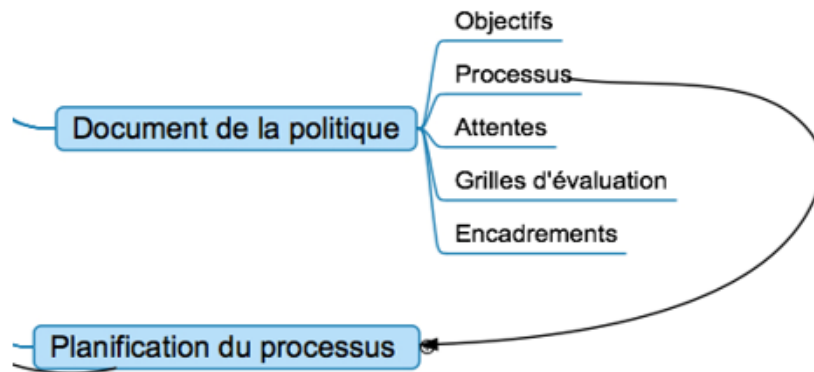 Objectifs
Processus
Document de la politique
Attentes
Grilles d'évaluation
Encadrements
Planification du processus